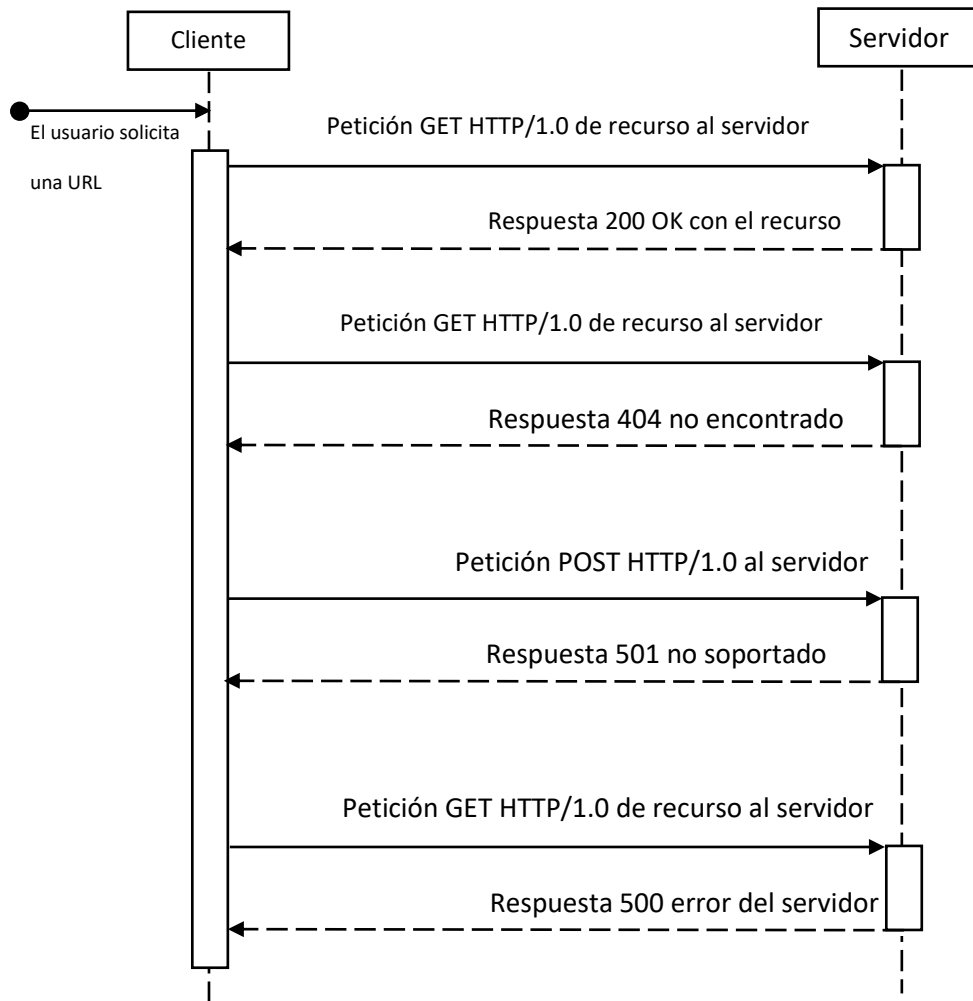 Cliente
Servidor
El usuario solicita
una URL
Petición GET HTTP/1.0 de recurso al servidor
Respuesta 200 OK con el recurso
Petición GET HTTP/1.0 de recurso al servidor
Respuesta 404 no encontrado
Petición POST HTTP/1.0 al servidor
Respuesta 501 no soportado
Petición GET HTTP/1.0 de recurso al servidor
Respuesta 500 error del servidor